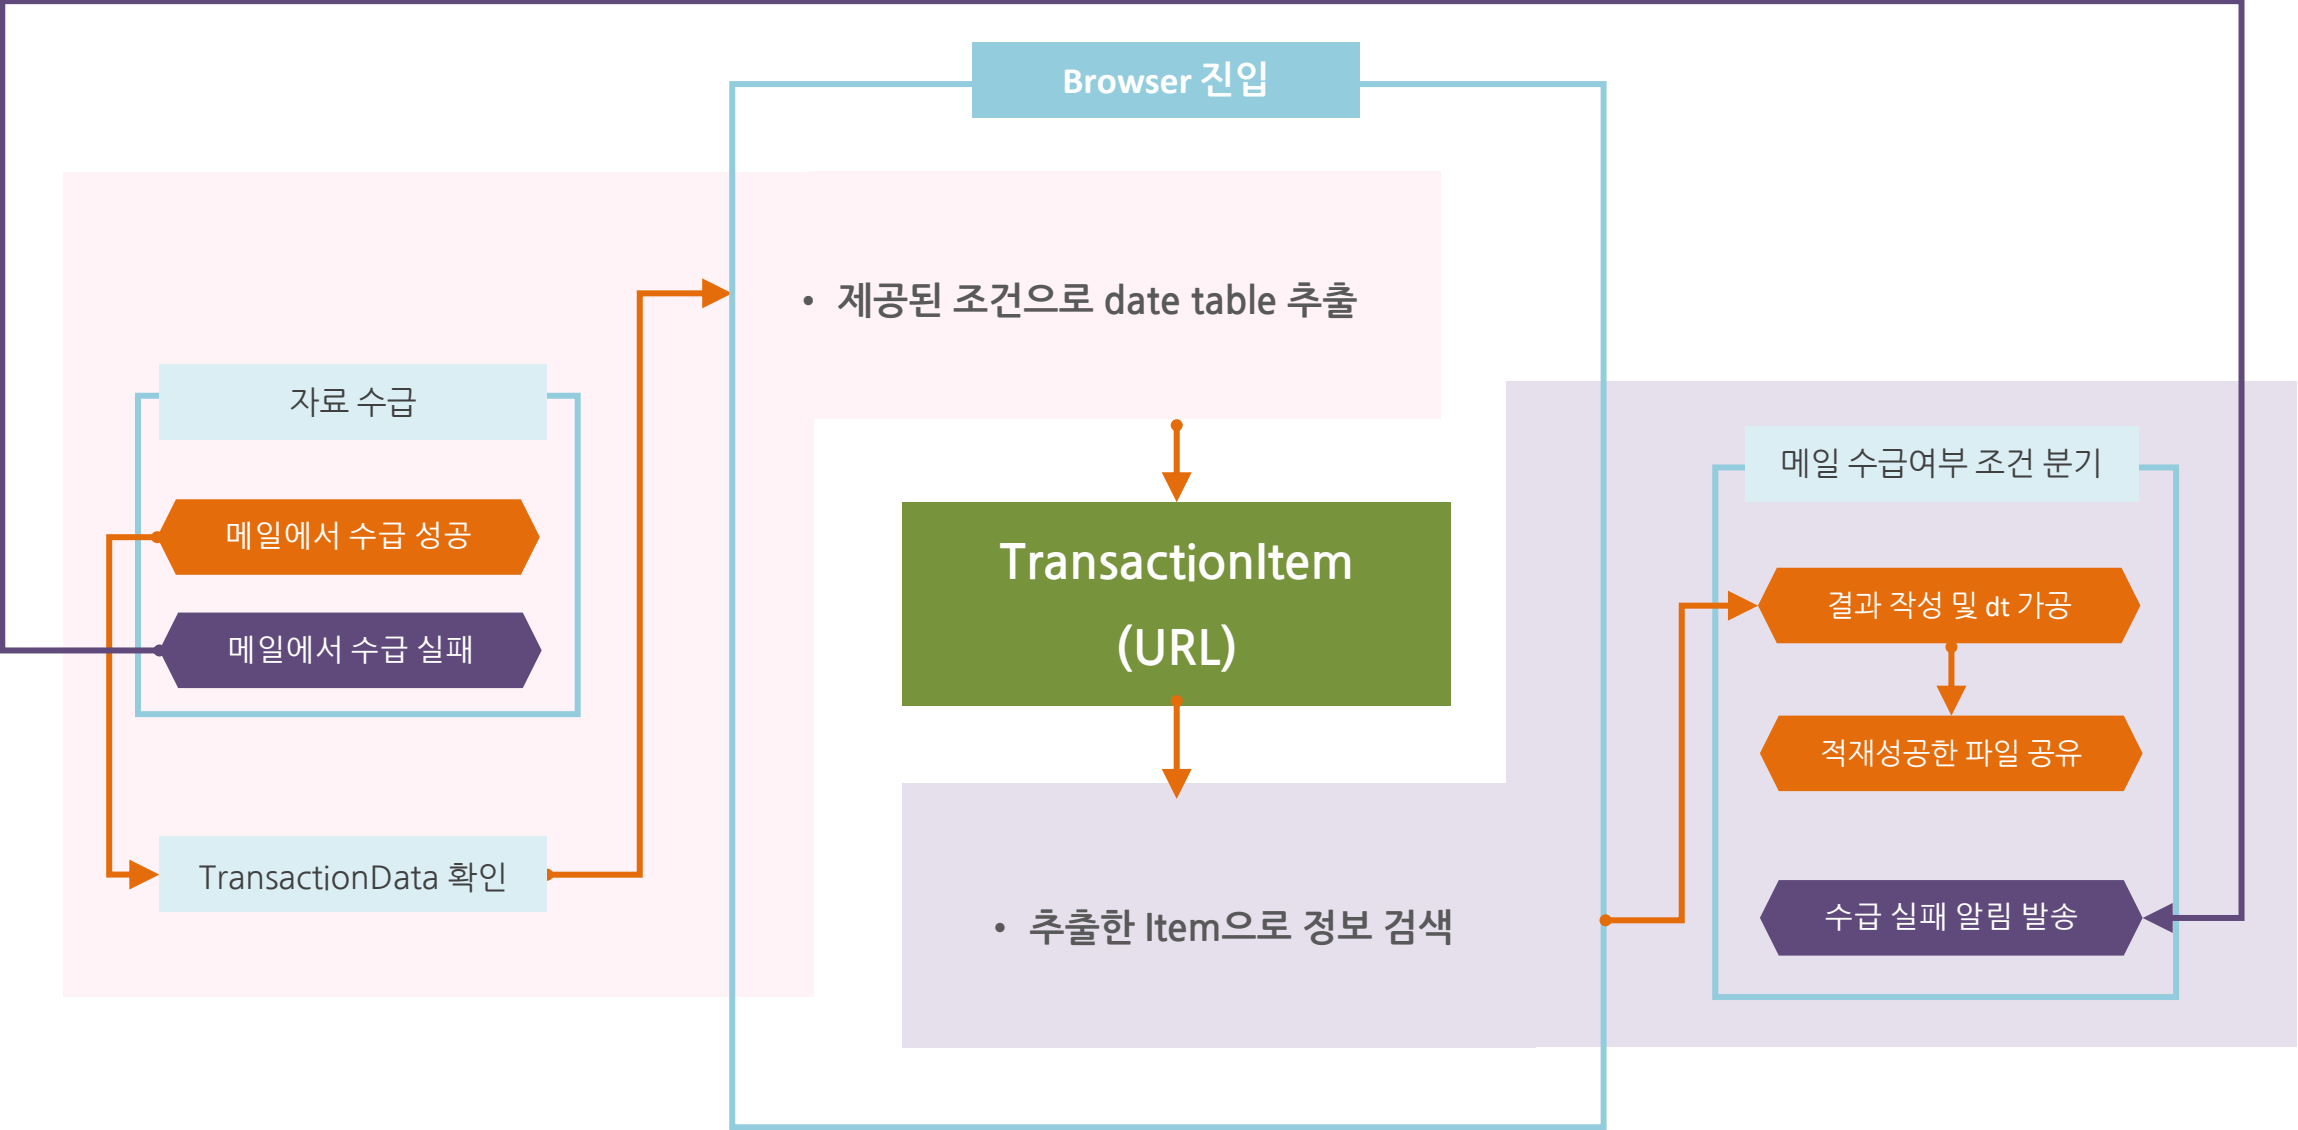 Browser 진입
• 제공된 조건으로 date table 추출
자료 수급
메일에서 수급 성공
메일에서 수급 실패
TransactionData 확인
TransactionItem
(URL)
• 추출한 Item으로 정보 검색
메일 수급여부 조건 분기
결과 작성 및 dt 가공
적재성공한 파일 공유
수급 실패 알림 발송